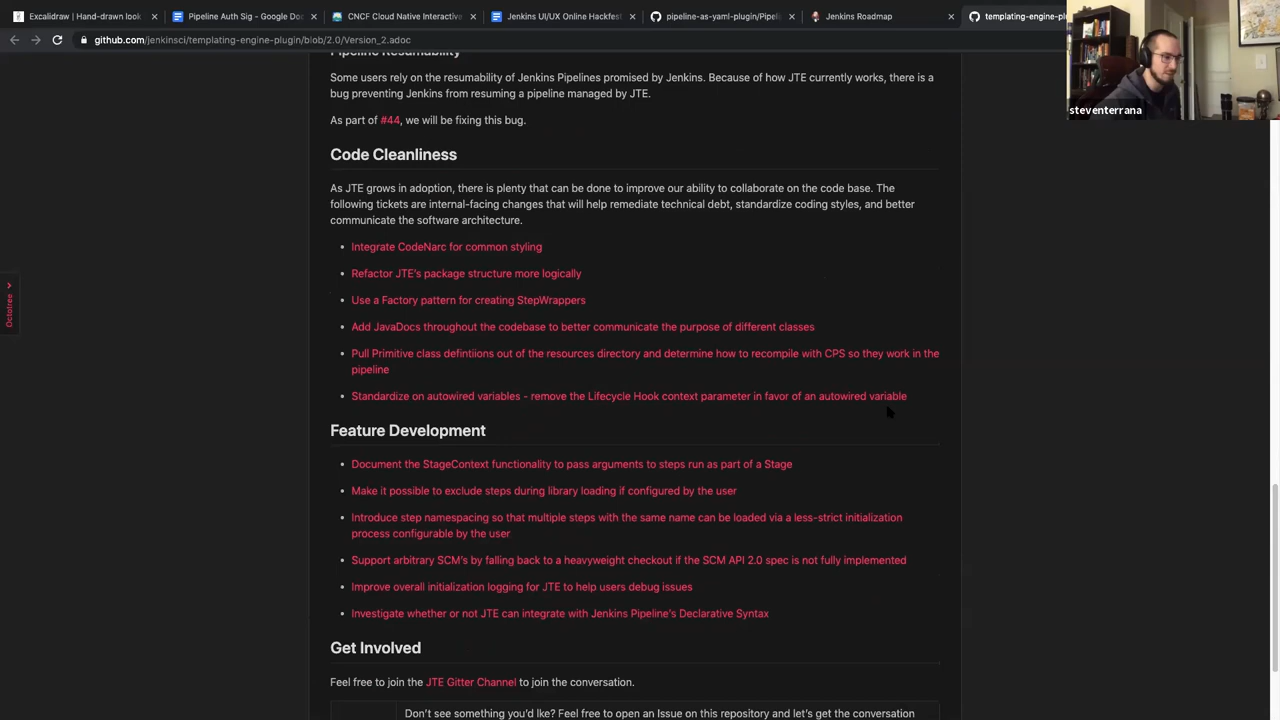 Excalidraw | Hand-drawn look
Pipeline Auth Sig - Google Doc
CNCF Cloud Native Interactive
Jenkins UI/UX Online Hackfest
pipeline-as-yaml-plugin/Pipeli
Jenkins Roadmap
templating-engine-pl
github.com/jenkinsci/templating-engine-plugin/blob/2.0/Version_2.adoc
steventerrana
Pipeline Resumability
Some users rely on the resumability of Jenkins Pipelines promised by Jenkins. Because of how JTE currently works, there is a
bug preventing Jenkins from resuming a pipeline managed by JTE.
As part of #44, we will be fixing this bug.
Code Cleanliness
As JTE grows in adoption, there is plenty that can be done to improve our ability to collaborate on the code base. The
following tickets are internal-facing changes that will help remediate technical debt, standardize coding styles, and better
communicate the software architecture.
• Integrate CodeNarc for common styling
• Refactor JTE's package structure more logically
• Use a Factory pattern for creating StepWrappers
• Add JavaDocs throughout the codebase to better communicate the purpose of different classes
• Pull Primitive class defintiions out of the resources directory and determine how to recompile with CPS so they work in the
pipeline
• Standardize on autowired variables - remove the Lifecycle Hook context parameter in favor of an autowired variable
Octotree
Feature Development
• Document the StageContext functionality to pass arguments to steps run as part of a Stage
• Make it possible to exclude steps during library loading if configured by the user
• Introduce step namespacing so that multiple steps with the same name can be loaded via a less-strict initialization
process configurable by the user
• Support arbitrary SCM's by falling back to a heavyweight checkout if the SCM API 2.0 spec is not fully implemented
• Improve overall initialization logging for JTE to help users debug issues
• Investigate whether or not JTE can integrate with Jenkins Pipeline's Declarative Syntax
Get Involved
Feel free to join the JTE Gitter Channel to join the conversation.
Don't see something you'd lke? Feel free to open an Issue on this repository and let's get the conversation